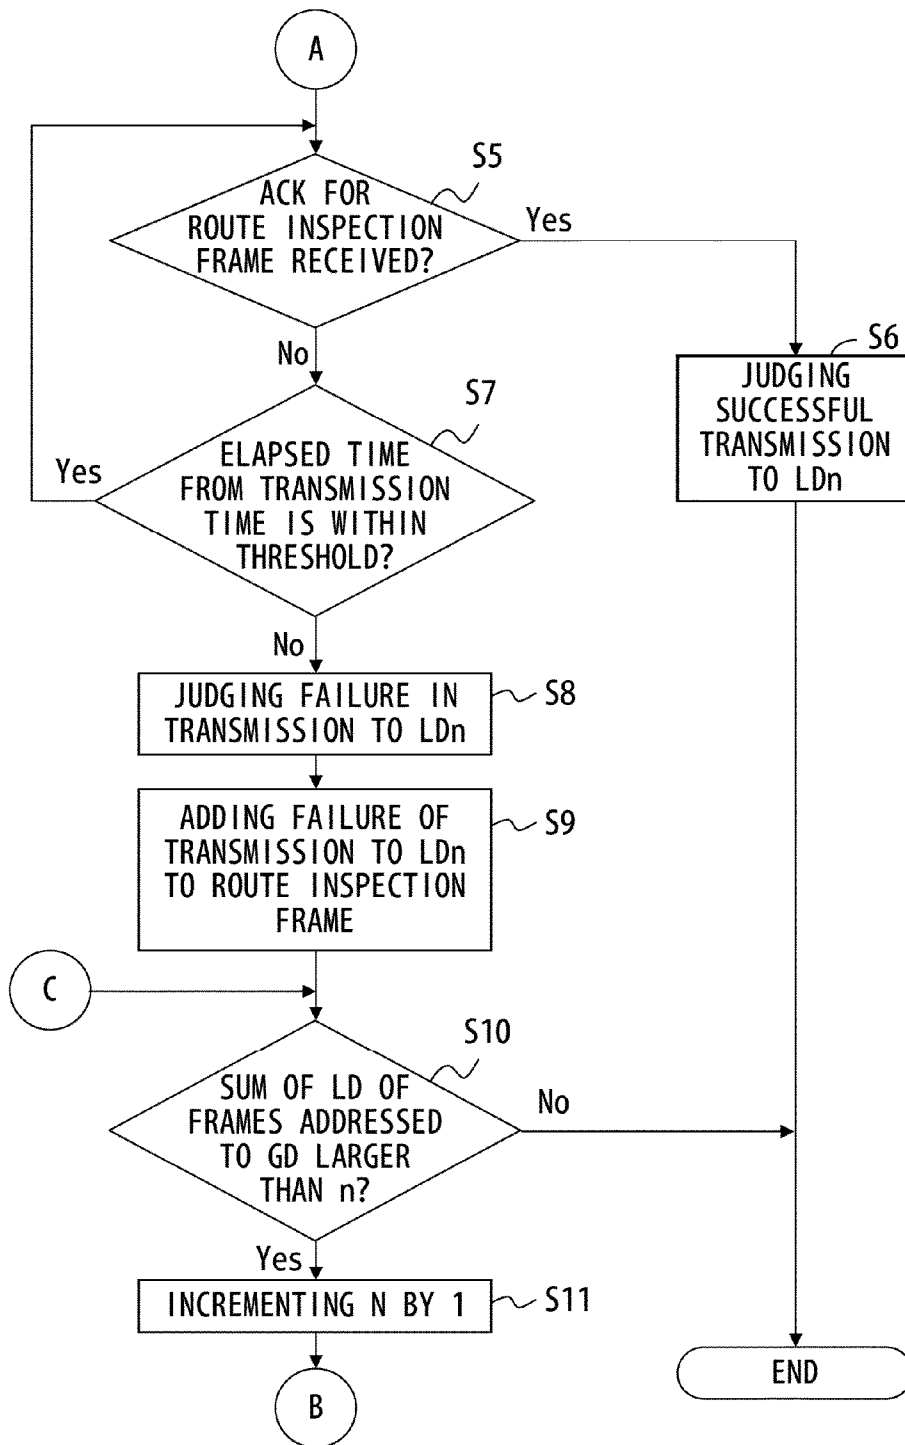 A
S5
ACK FOR
ROUTE INSPECTION
FRAME RECEIVED?
Yes
No
S6
JUDGING
SUCCESSFUL
TRANSMISSION
TO LDn
S7
ELAPSED TIME
FROM TRANSMISSION
TIME IS WITHIN
THRESHOLD?
Yes
No
JUDGING FAILURE IN
TRANSMISSION TO LDn
S8
ADDING FAILURE OF
TRANSMISSION TO LDn
TO ROUTE INSPECTION
FRAME
S9
C
S10
SUM OF LD OF
FRAMES ADDRESSED
TO GD LARGER
THAN n?
No
Yes
INCREMENTING N BY 1
S11
END
B